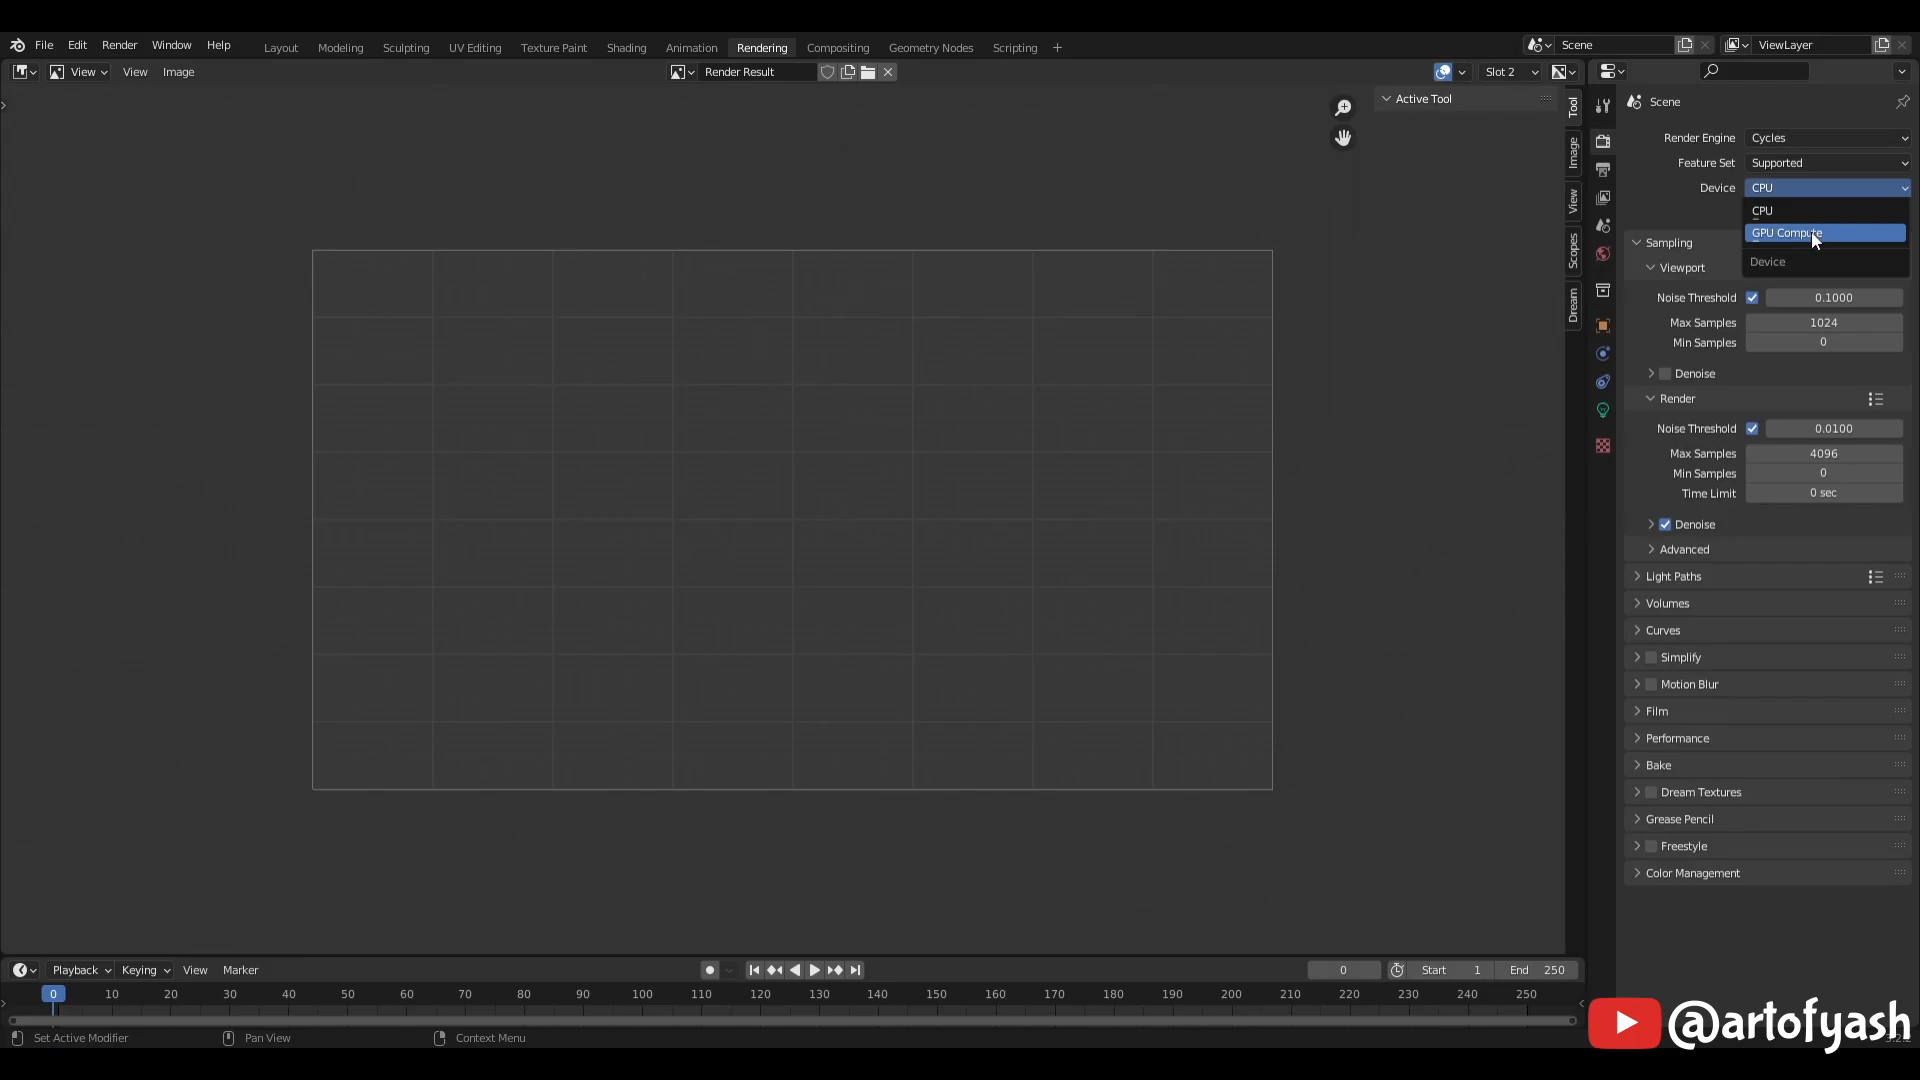 File Edit Render Window Help
Layout Modeling Sculpting UV Editing Texture Paint Shading Animation Rendering Compositing Geometry Nodes Scripting +
Scene ViewLayer
View View Image Render Result Slot 2
Active Tool
Tool
Image
View
Scopes
Dream
Scene
Render Engine Cycles
Feature Set Supported
Device CPU
CPU
GPU Compute
Device
Sampling
Viewport
Noise Threshold 0.1000
Max Samples 1024
Min Samples 0
Denoise
Render
Noise Threshold 0.0100
Max Samples 4096
Min Samples 0
Time Limit 0 sec
Denoise
Advanced
Light Paths
Volumes
Curves
Simplify
Motion Blur
Film
Performance
Bake
Dream Textures
Grease Pencil
Freestyle
Color Management
Playback Keying View Marker 0 Start 1 End 250
0 10 20 30 40 50 60 70 80 90 100 110 120 130 140 150 160 170 180 190 200 210 220 230 240 250
Set Active Modifier Pan View Context Menu
@artofyash